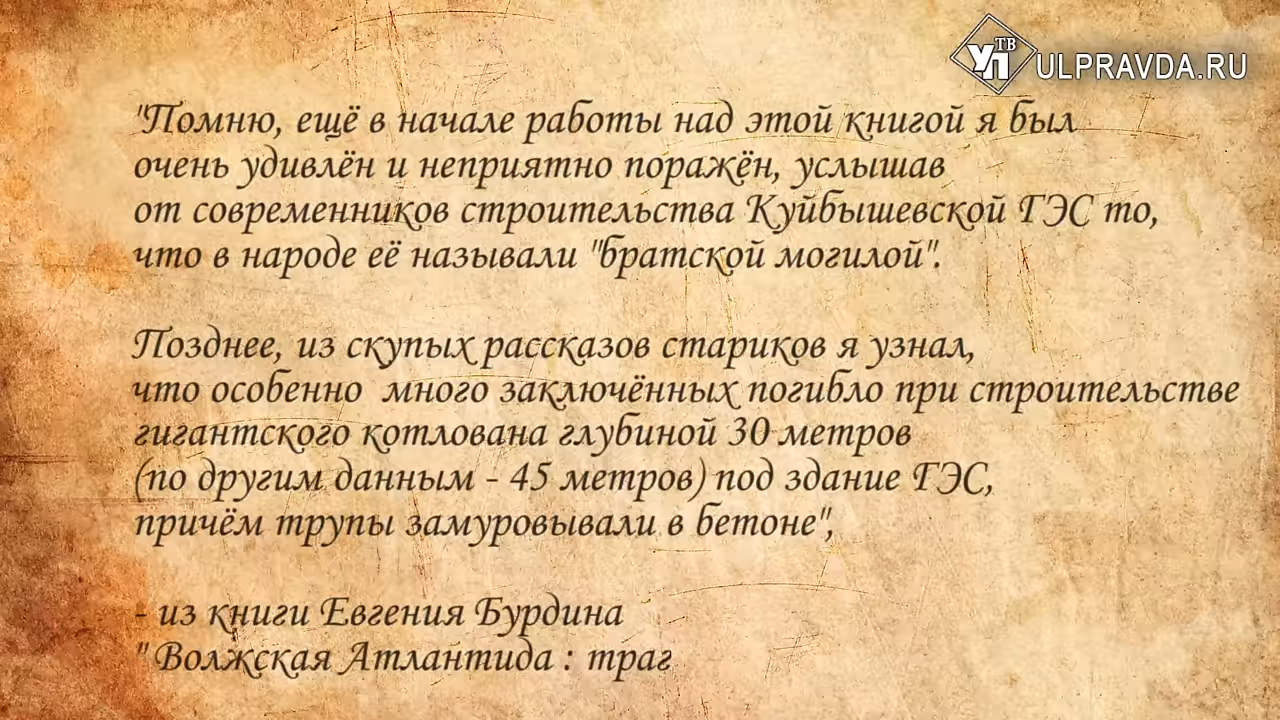 УП ТВ ULPRAVDA.RU
"Помню, ещё в начале работы над этой книгой я был
очень удивлён и неприятно поражён, услышав
от современников строительства Куйбышевской ГЭС то,
что в народе её называли "братской могилой".
Позднее, из скупых рассказов стариков я узнал,
что особенно много заключённых погибло при строительстве
гигантского котлована глубиной 30 метров
(по другим данным - 45 метров) под здание ГЭС,
причём трупы замуровывали в бетоне",
- из книги Евгения Бурдина
"Волжская Атлантида : траг